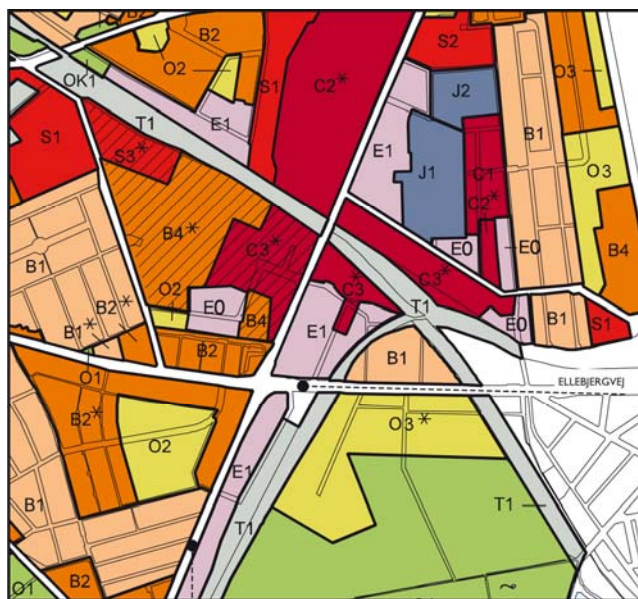 B2
S2
O2
OK1
S1
C2*
O3
J2
E1
T1
S1
S3*
E1
J1
C1
B1
O3
C2*
B4*
C3*
E0
E0
B4
B1
C3*
C3*
O2
E0
T1
B2*
B4
E1
E0
B1
S1
B1*
B2
B1
ELLEBJERGVEJ
O1
B2*
O3*
O2
E1
B1
T1
T1
B2
B1
O1